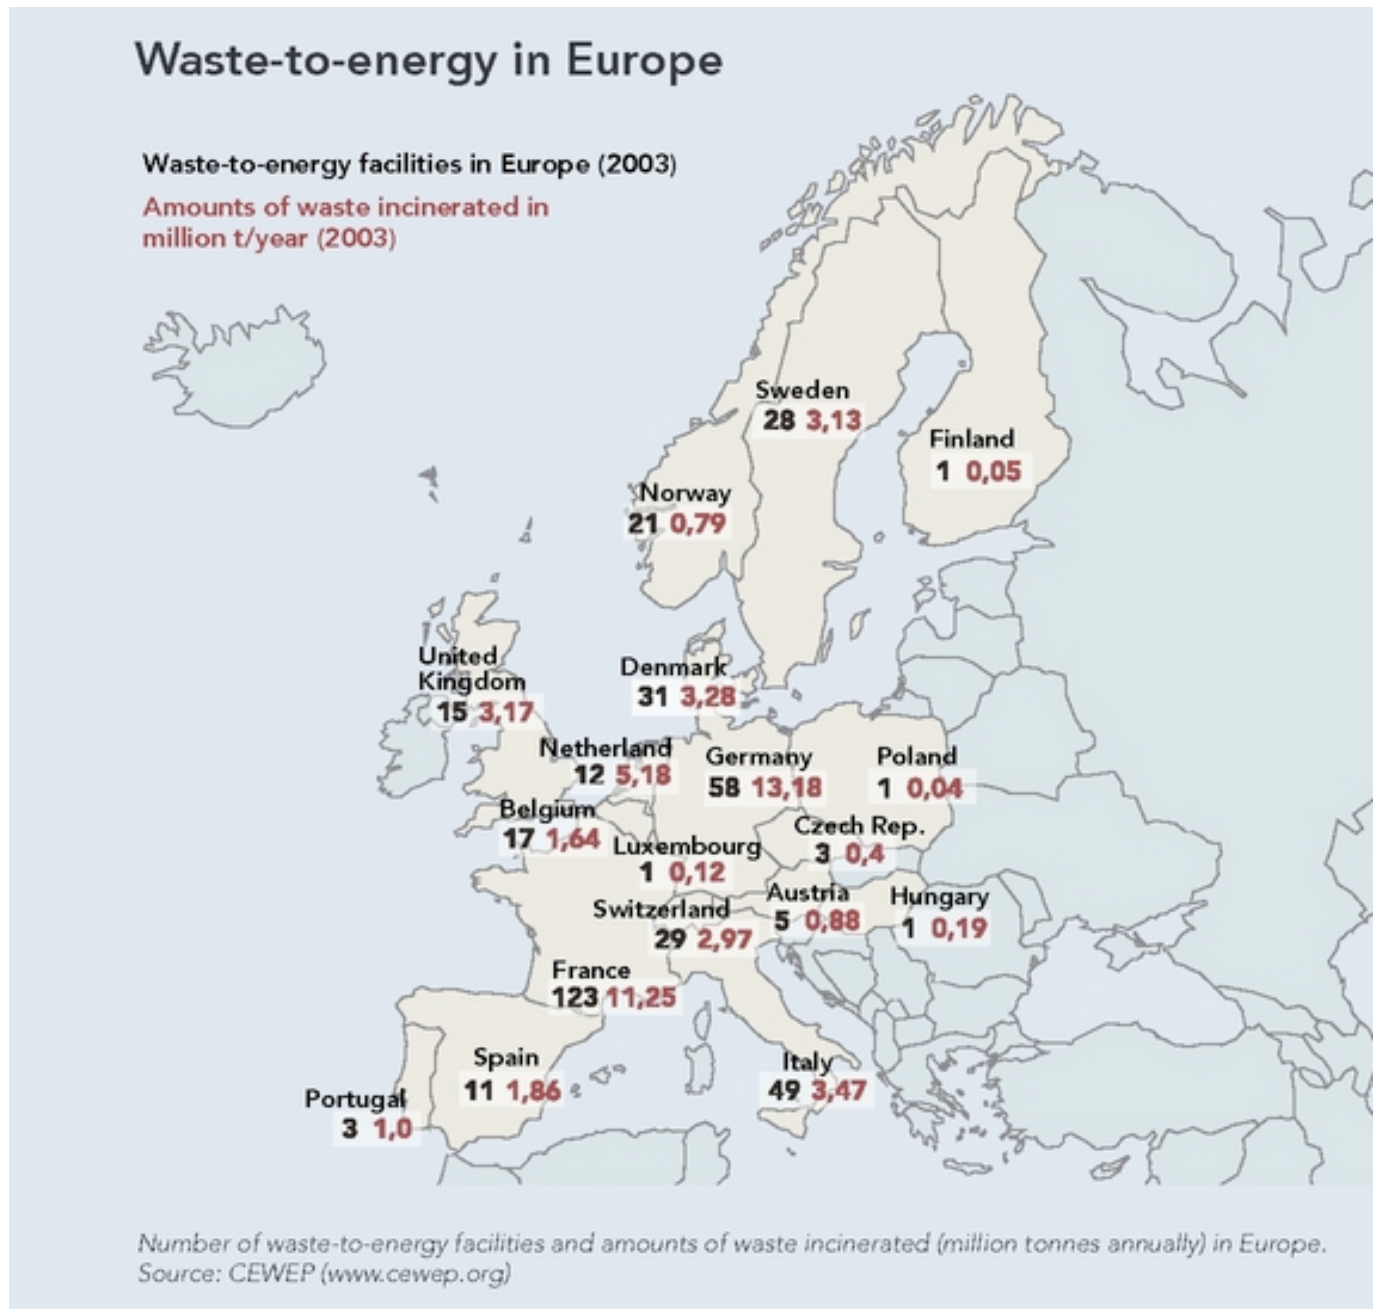 Waste-to-energy in Europe
Waste-to-energy facilities in Europe (2003)
Amounts of waste incinerated in
million t/year (2003)
Sweden
28 3,13
Finland
1 0,05
Norway
21 0,79
United
Kingdom
15 3,17
Denmark
31 3,28
Netherland
12 5,18
Germany
58 13,18
Poland
1 0,04
Belgium
17 1,64
Czech Rep.
3 0,4
Luxembourg
1 0,12
Austria
5 0,88
Hungary
1 0,19
Switzerland
29 2,97
France
123 11,25
Spain
11 1,86
Italy
49 3,47
Portugal
3 1,0
Number of waste-to-energy facilities and amounts of waste incinerated (million tonnes annually) in Europe.
Source: CEWEP (www.cewep.org)